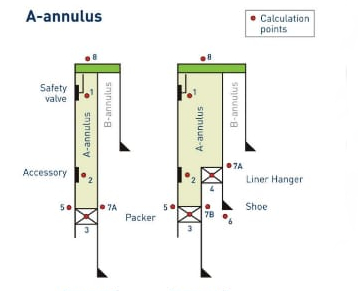 A-annulus
Calculation
points
8
8
Safety
valve
1
1
A-annulus
B-annulus
A-annulus
B-annulus
Accessory
2
2
7A
4
Liner Hanger
5
3
7A
Packer
5
3
7B
Shoe
6